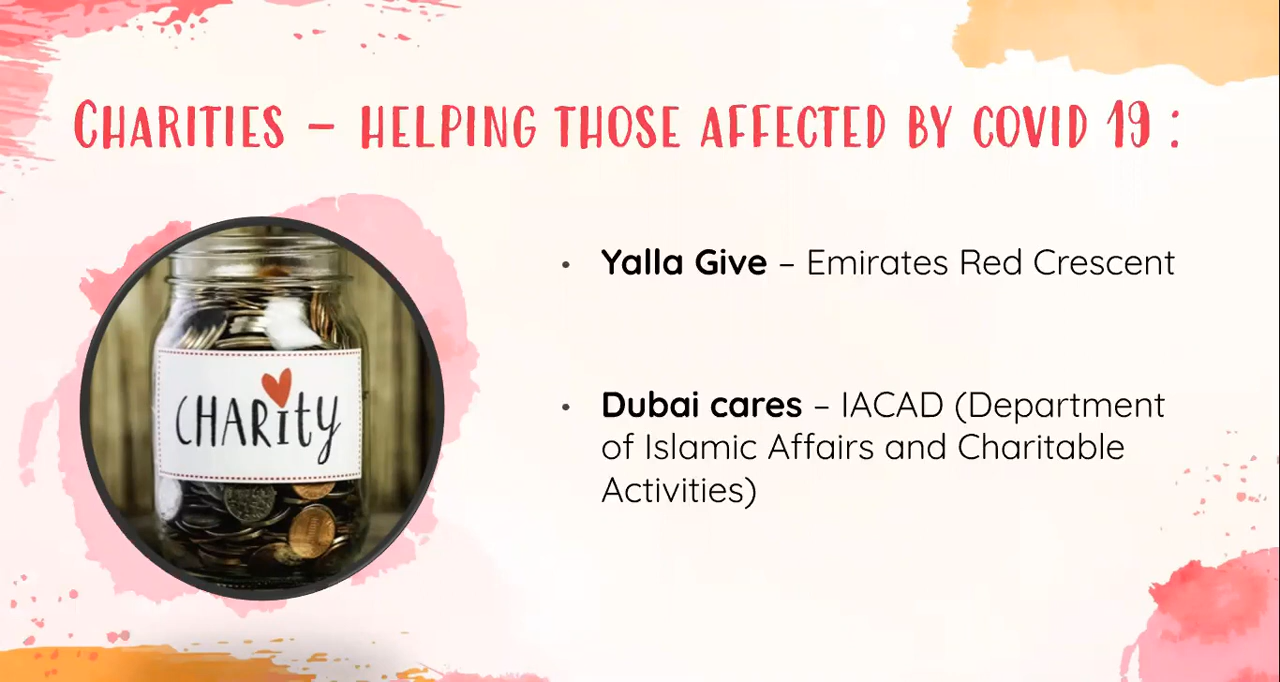 CHARITIES – HELPING THOSE AFFECTED BY COVID 19 :
CHARITY
• Yalla Give – Emirates Red Crescent
• Dubai cares – IACAD (Department
of Islamic Affairs and Charitable
Activities)